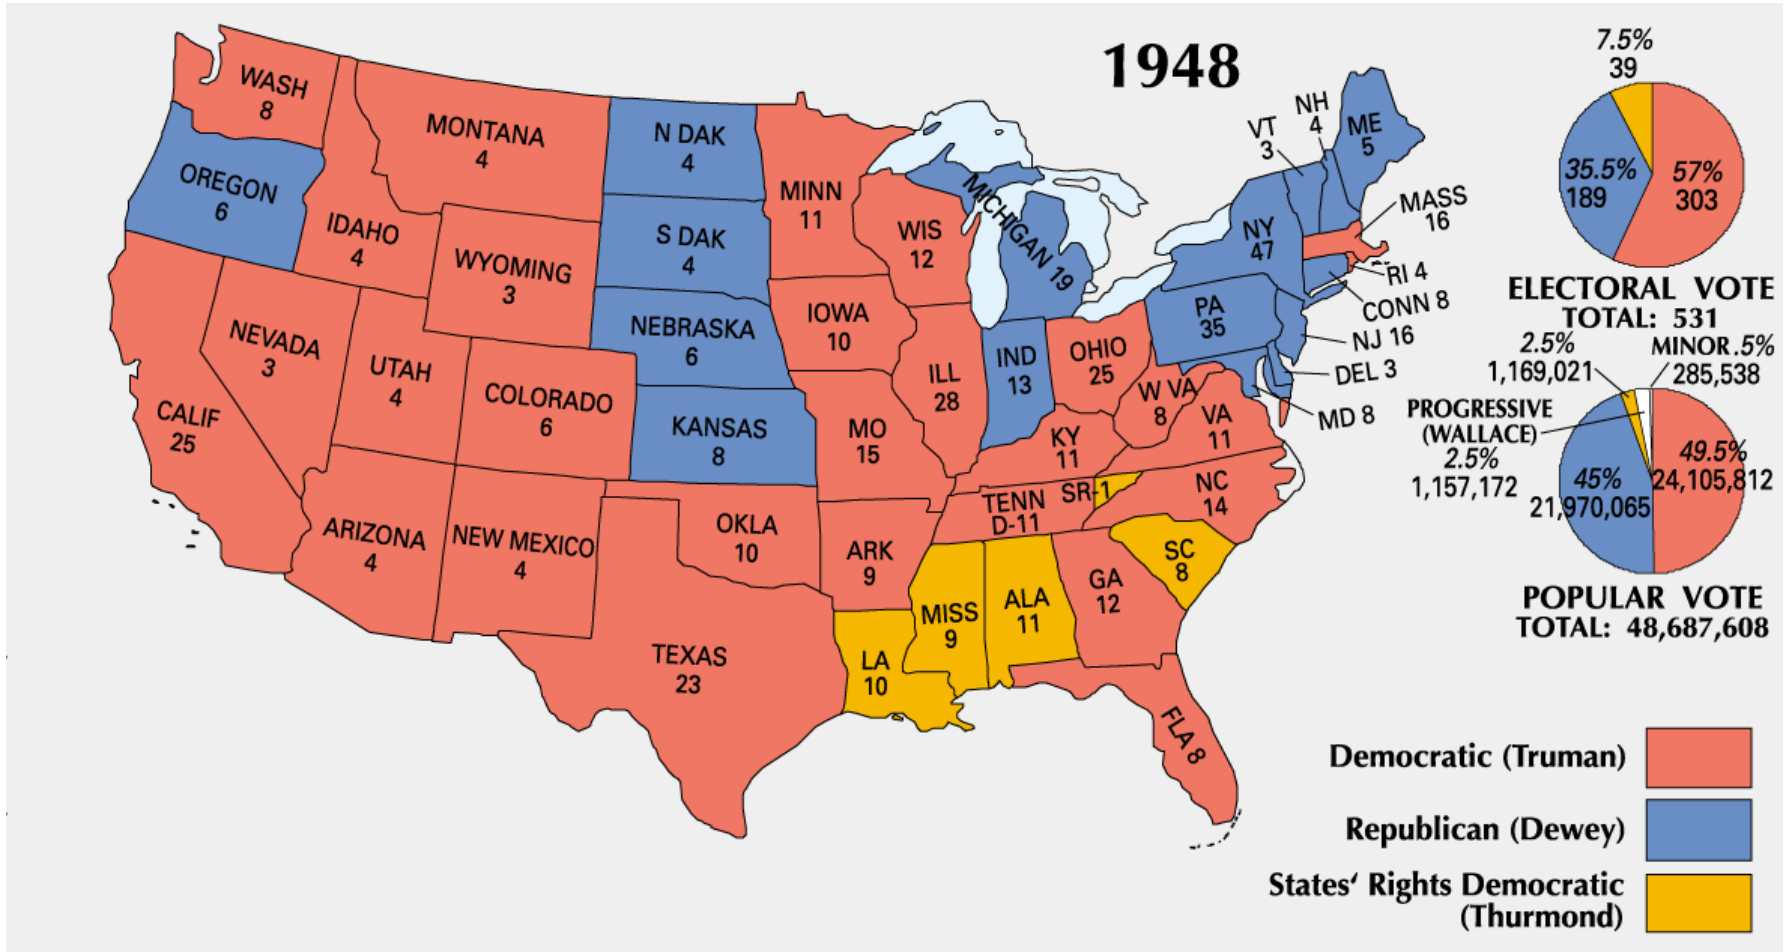 1948
WASH
8
OREGON
6
CALIF
25
NEVADA
3
IDAHO
4
MONTANA
4
WYOMING
3
UTAH
4
COLORADO
6
ARIZONA
4
NEW MEXICO
4
N DAK
4
S DAK
4
NEBRASKA
6
KANSAS
8
OKLA
10
TEXAS
23
MINN
11
IOWA
10
MO
15
ARK
9
LA
10
WIS
12
ILL
28
MICHIGAN 19
IND
13
OHIO
25
KY
11
TENN
D-11
SR-1
MISS
9
ALA
11
GA
12
FLA 8
SC
8
NC
14
VA
11
W VA
8
PA
35
NY
47
VT
3
NH
4
ME
5
MASS
16
RI 4
CONN 8
NJ 16
DEL 3
MD 8
7.5%
39
35.5%
189
57%
303
ELECTORAL VOTE
TOTAL: 531
2.5%
1,169,021
MINOR .5%
285,538
PROGRESSIVE
(WALLACE)
2.5%
1,157,172
45%
21,970,065
49.5%
24,105,812
POPULAR VOTE
TOTAL: 48,687,608
Democratic (Truman)
Republican (Dewey)
States‘ Rights Democratic
(Thurmond)